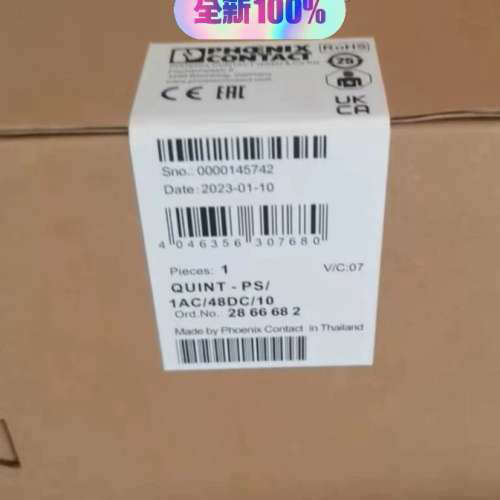 全新100%
PHOENIX
CONTACT
RoHS
25
CE EAC
UK
CA
Sno.: 0000145742
Date: 2023-01-10
4 046356 307680
Pieces: 1
V/C:07
QUINT - PS/
1AC/48DC/10
Ord.No.: 28 66 68 2
Made by Phoenix Contact in Thailand